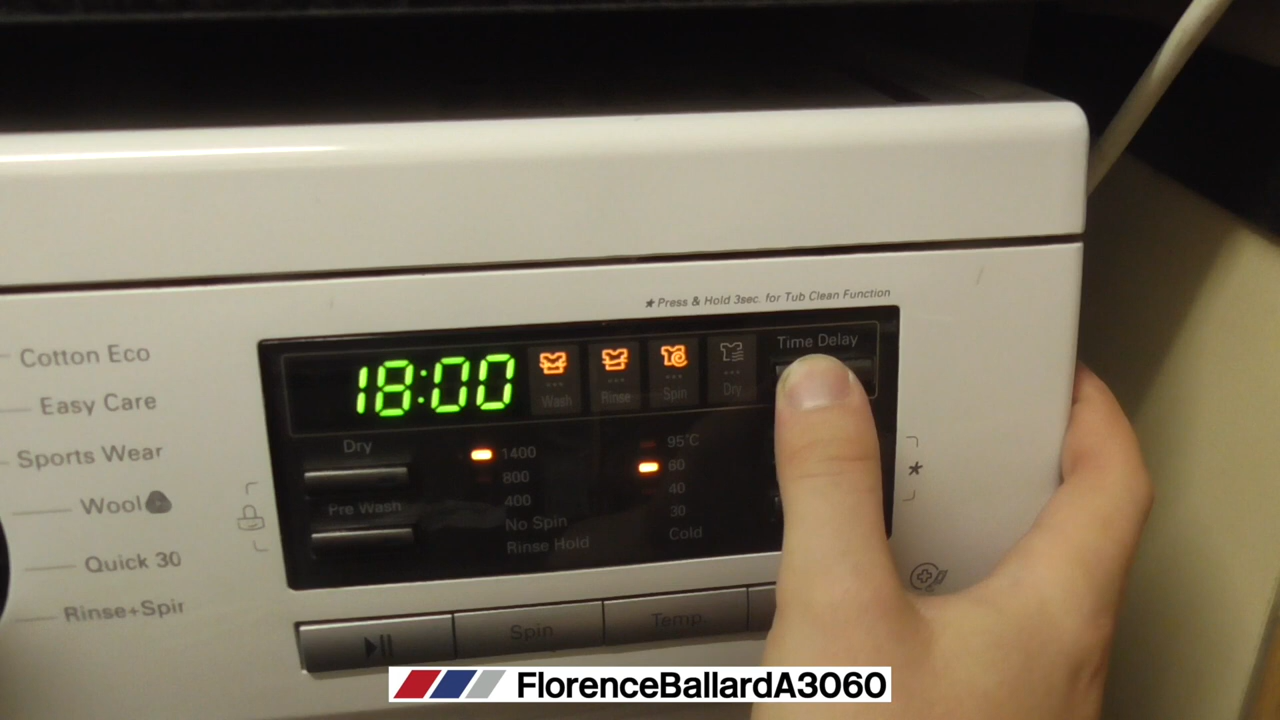 ✶ Press & Hold 3sec. for Tub Clean Function
Cotton Eco
Easy Care
Sports Wear
Wool
Quick 30
Rinse+Spin
18:00
Wash
Rinse
Spin
Dry
Time Delay
Dry
Pre Wash
1400
800
400
No Spin
Rinse Hold
95°C
60
40
30
Cold
*
Spin
Temp.
FlorenceBallardA3060